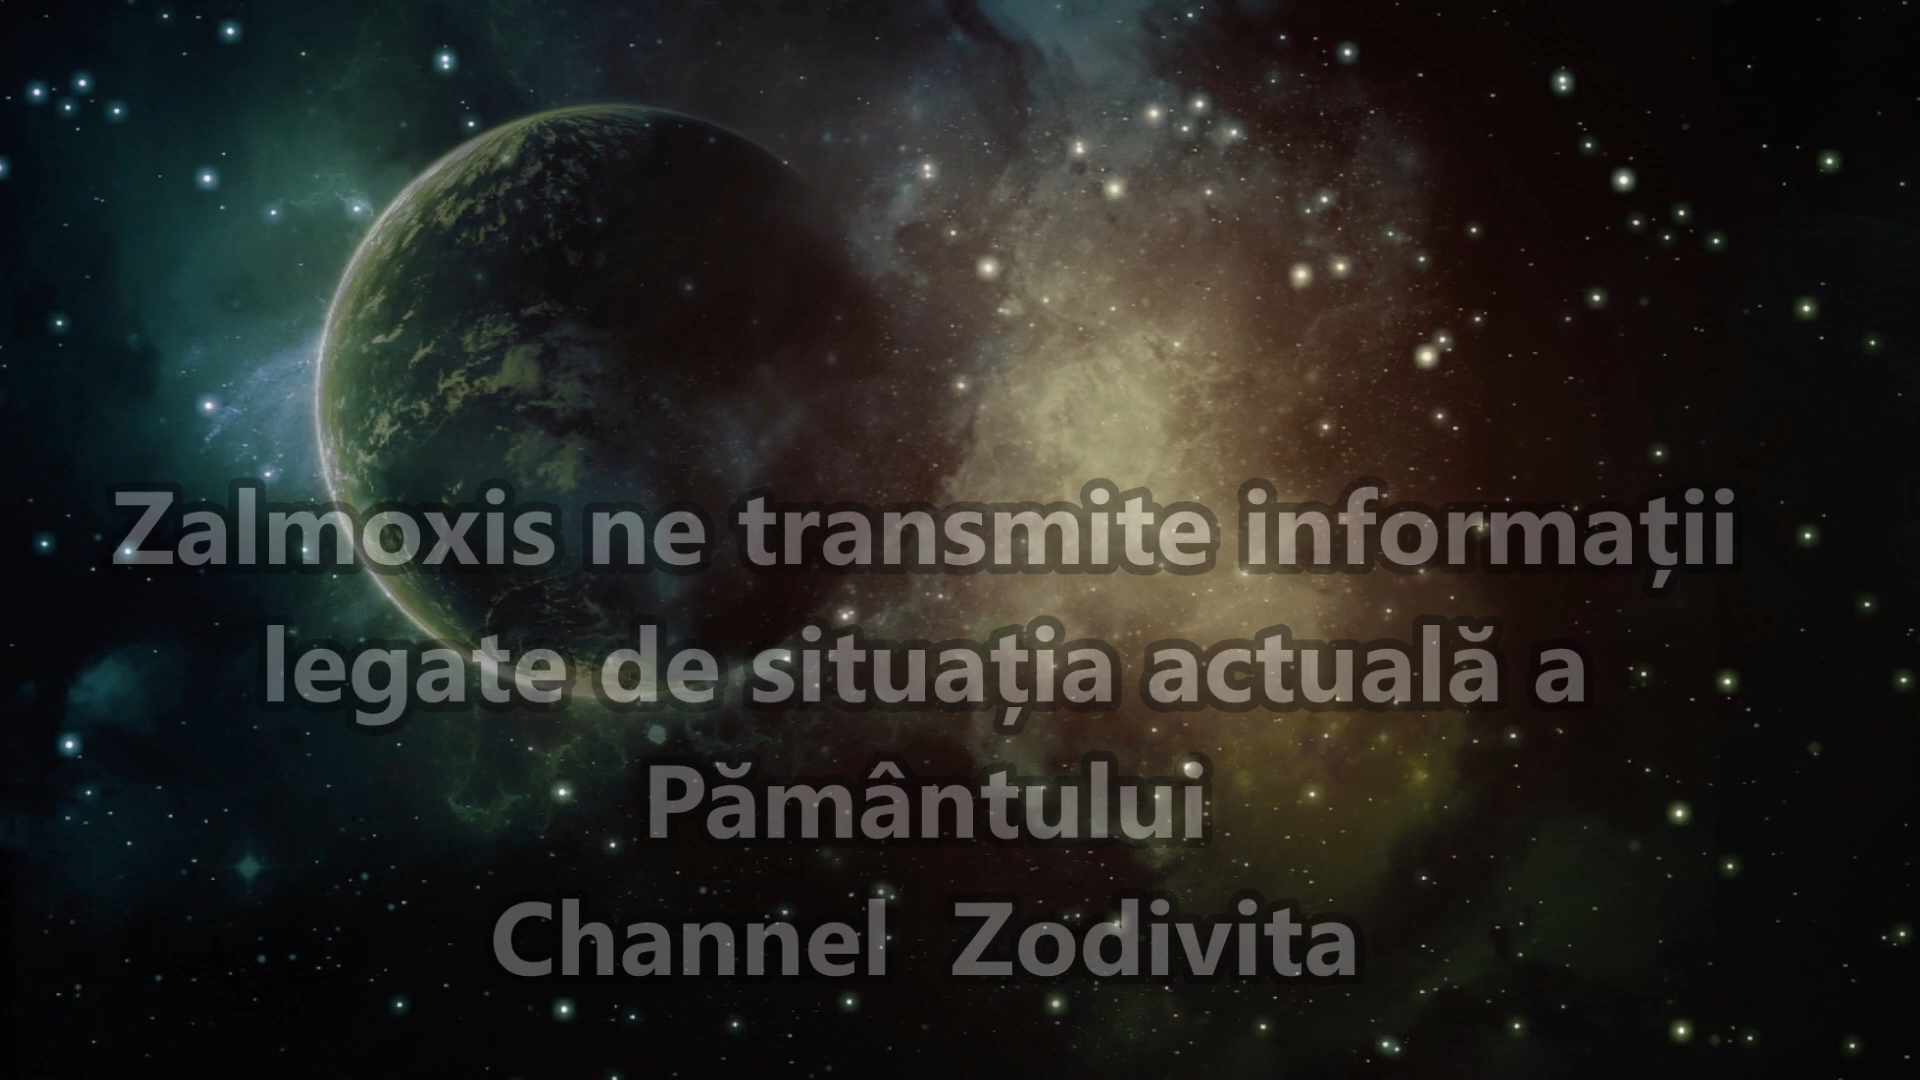 Zalmoxis ne transmite informații
legate de situația actuală a
Pământului
Channel  Zodivita